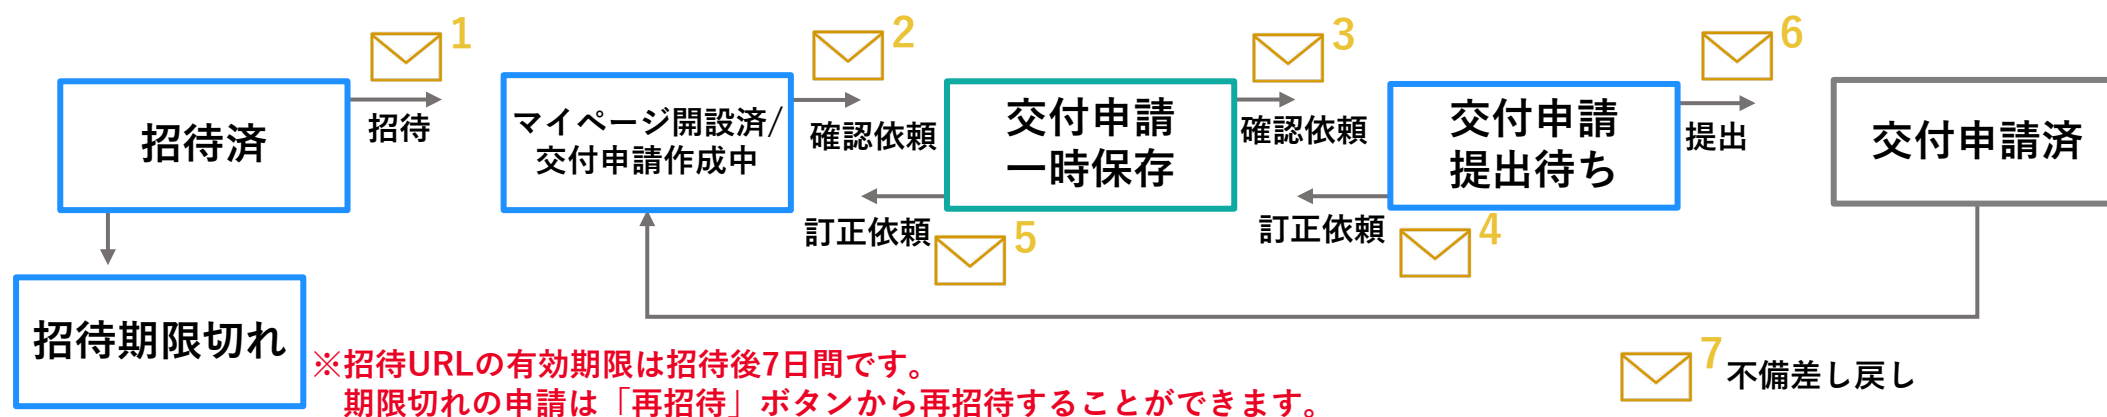 1
2
3
6
招待済
招待
マイページ開設済/
交付申請作成中
確認依頼
訂正依頼
5
交付申請
一時保存
確認依頼
訂正依頼
4
交付申請
提出待ち
提出
交付申請済
招待期限切れ
※招待URLの有効期限は招待後7日間です。
期限切れの申請は「再招待」ボタンから再招待することができます。
7 不備差し戻し